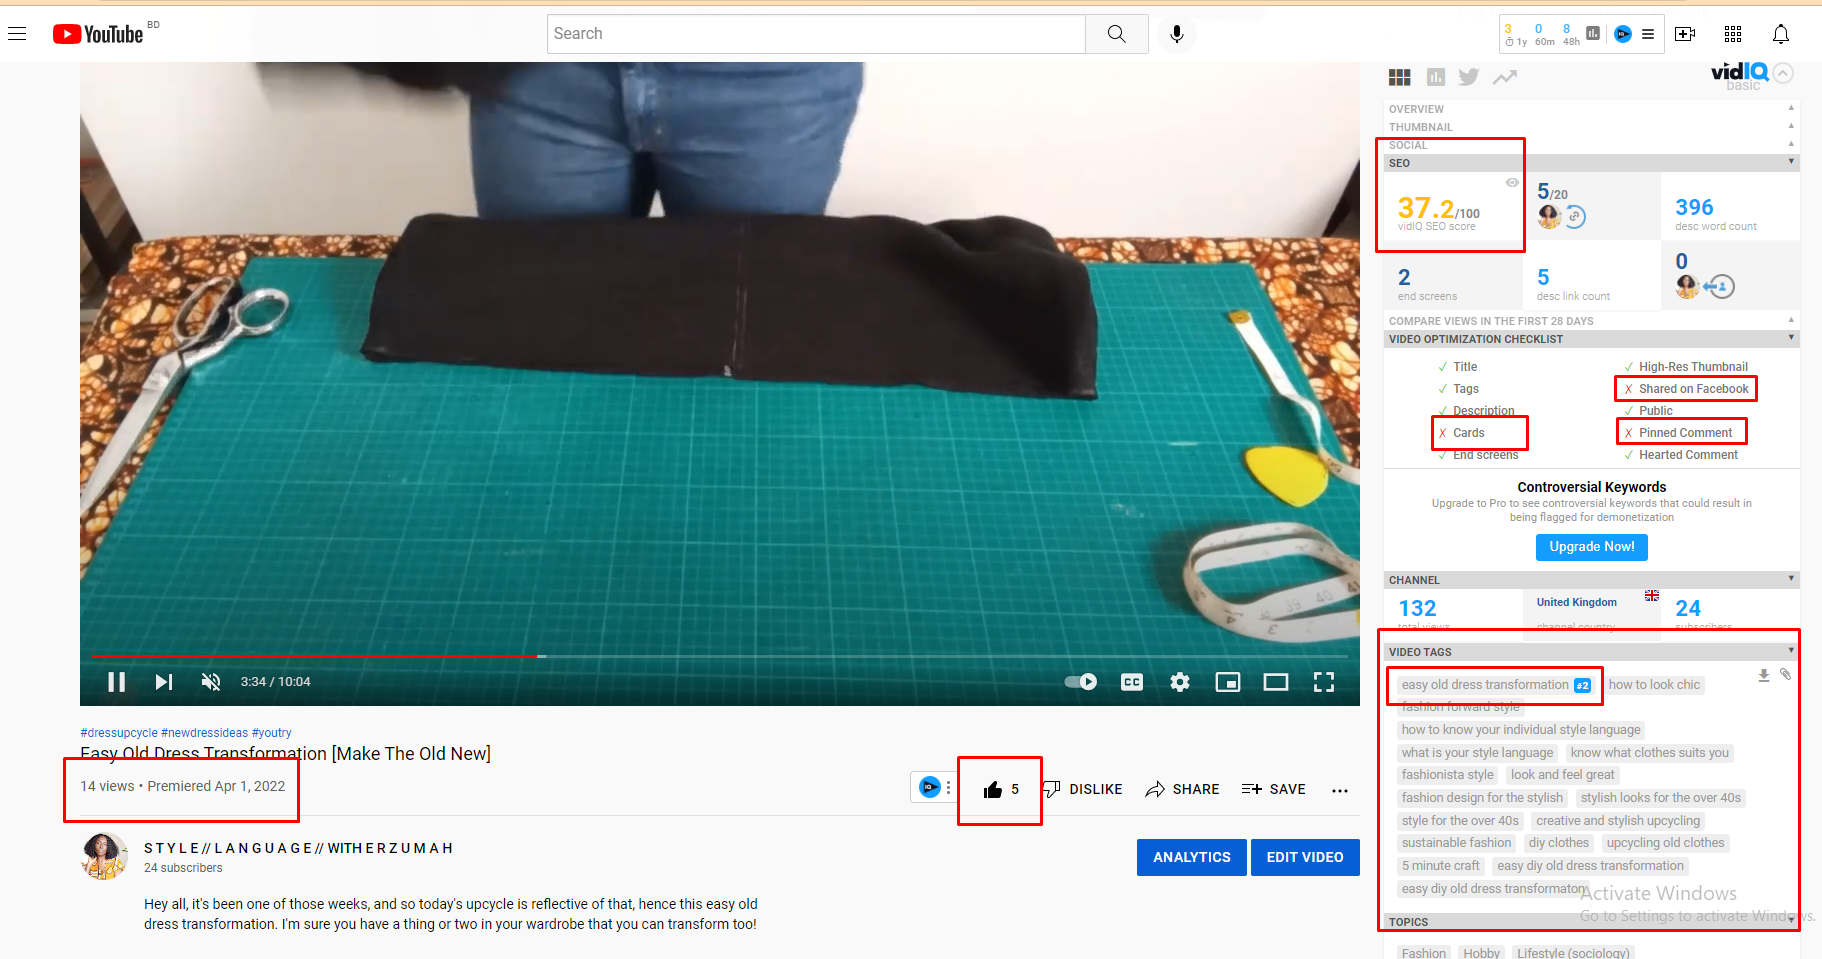 YouTube BD
Search
3 0 8
1y 60m 48h
vidIQ
basic
OVERVIEW
THUMBNAIL
SOCIAL
SEO
37.2/100
vidIQ SEO score
5/20
396
desc word count
2
end screens
5
desc link count
0
COMPARE VIEWS IN THE FIRST 28 DAYS
VIDEO OPTIMIZATION CHECKLIST
Title
High-Res Thumbnail
Tags
Shared on Facebook
Description
Public
Cards
Pinned Comment
End screens
Hearted Comment
Controversial Keywords
Upgrade to Pro to see controversial keywords that could result in
being flagged for demonetization
Upgrade Now!
CHANNEL
132
total views
United Kingdom
channel country
24
subscribers
VIDEO TAGS
easy old dress transformation #2 how to look chic
fashion forward style
how to know your individual style language
what is your style language know what clothes suits you
fashionista style look and feel great
fashion design for the stylish stylish looks for the over 40s
style for the over 40s creative and stylish upcycling
sustainable fashion diy clothes upcycling old clothes
5 minute craft easy diy old dress transformation
easy diy old dress transformaton
Activate Windows
Go to Settings to activate Windows.
TOPICS
Fashion Hobby Lifestyle (sociology)
3:34 / 10:04
CC
#dressupcycle #newdressideas #youtry
Easy Old Dress Transformation [Make The Old New]
14 views • Premiered Apr 1, 2022
IQ
5
DISLIKE
SHARE
SAVE
S T Y L E // L A N G U A G E // WITH E R Z U M A H
24 subscribers
ANALYTICS
EDIT VIDEO
Hey all, it's been one of those weeks, and so today's upcycle is reflective of that, hence this easy old
dress transformation. I'm sure you have a thing or two in your wardrobe that you can transform too!